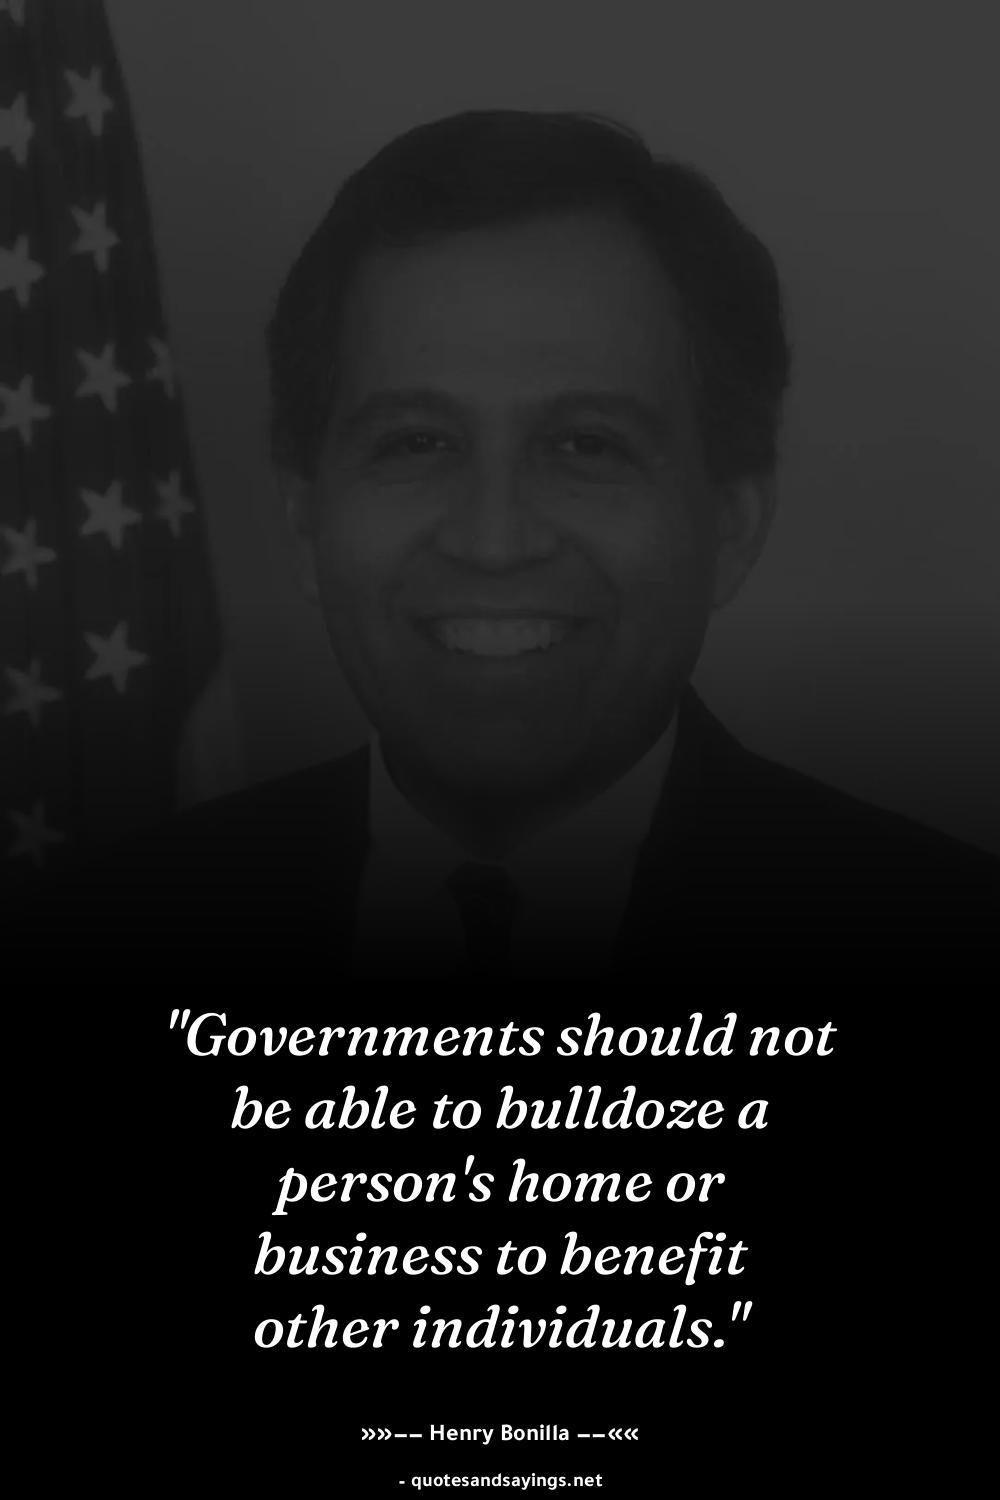 "Governments should not
be able to bulldoze a
person's home or
business to benefit
other individuals."
»»−− Henry Bonilla −−««
- quotesandsayings.net